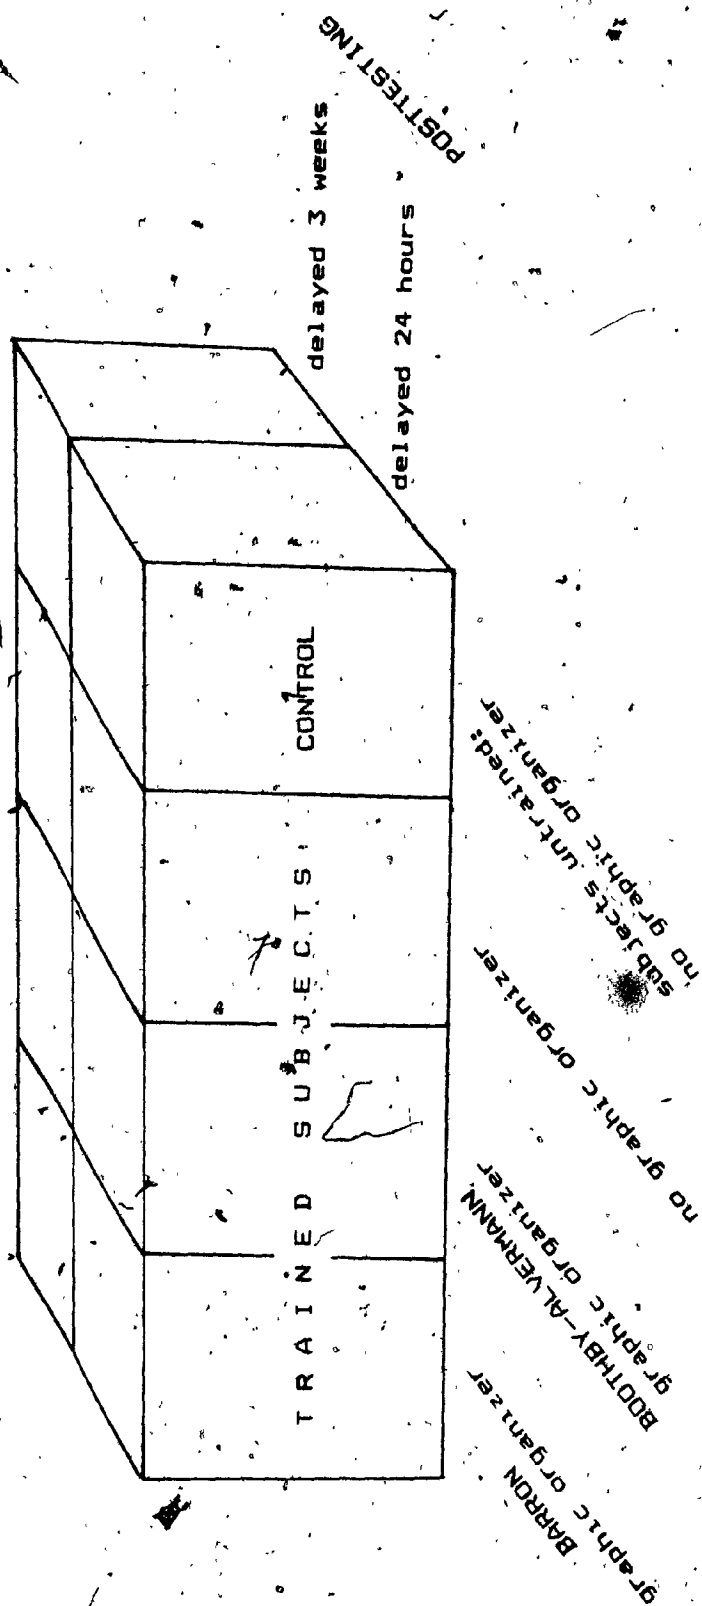 POSTTESTING
delayed 3 weeks
delayed 24 hours
TRAINED SUBJECTS
CONTROL
BARRON
graphic organizer
BOOTHBY-ALVERMANN
graphic organizer
no graphic organizer
subjects untrained:
no graphic organizer